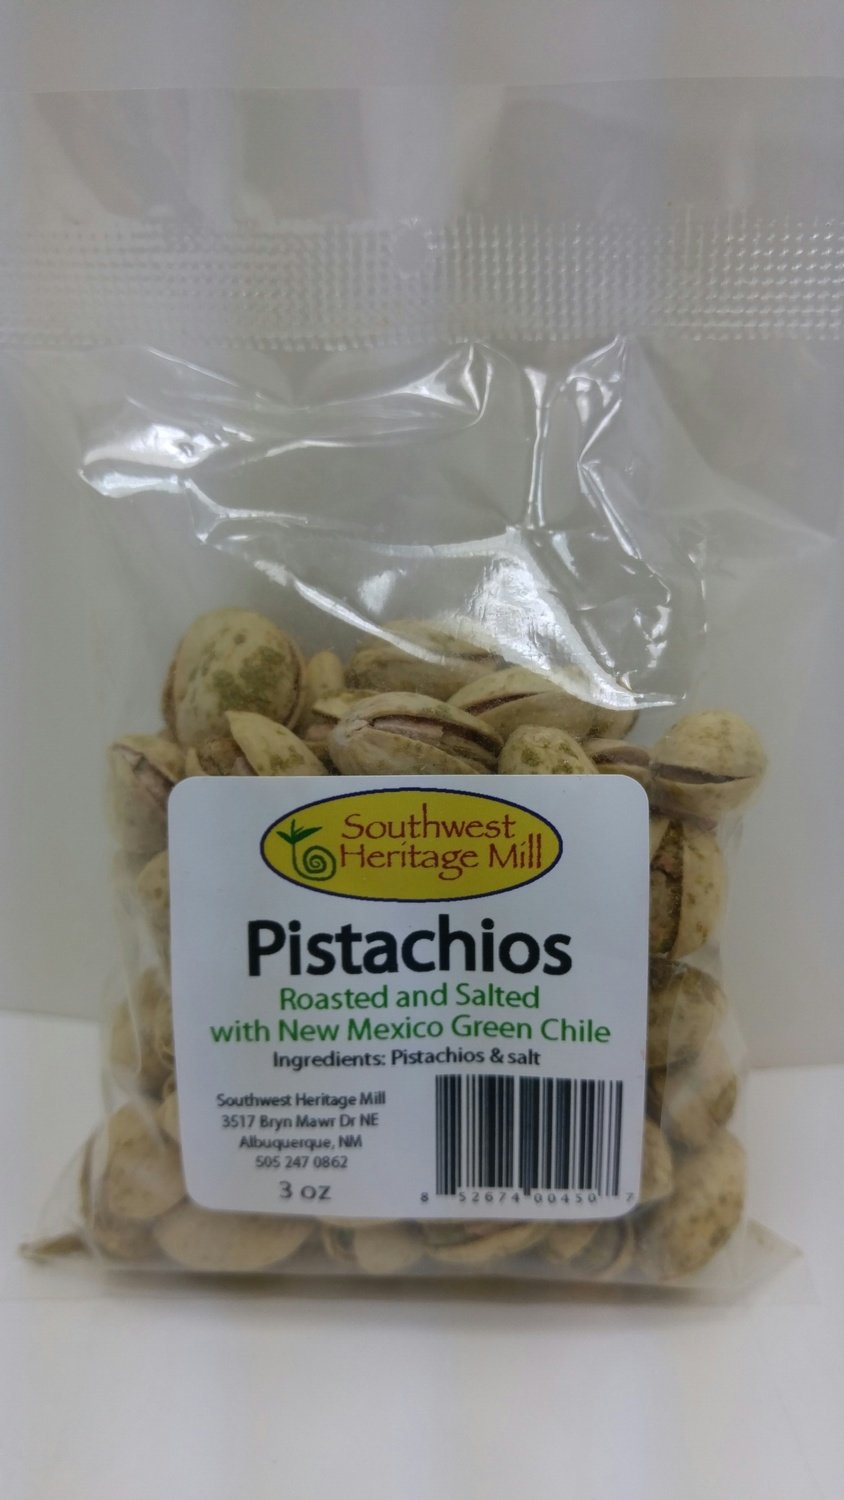 Southwest
Heritage Mill
Pistachios
Roasted and Salted
with New Mexico Green Chile
Ingredients: Pistachios & salt
Southwest Heritage Mill
3517 Bryn Mawr Dr NE
Albuquerque, NM
505 247 0862
3 oz
8 52674 00450 7